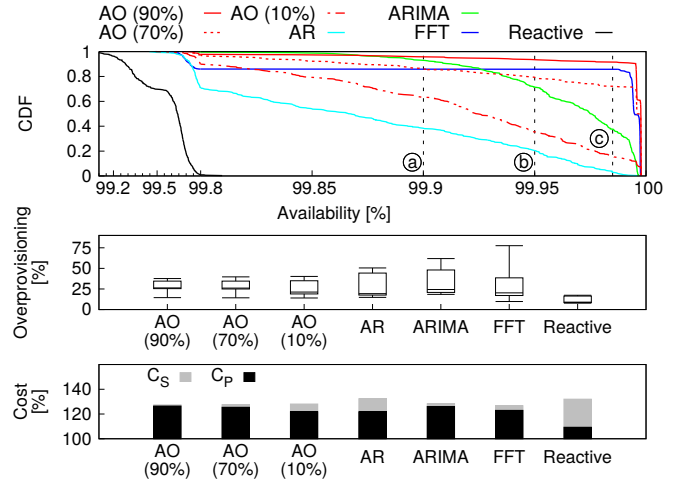 AO (90%) AO (10%) ARIMA
AO (70%) AR FFT Reactive
1
0.8
0.6
0.4
0.2
0
CDF
a b c
99.2 99.5 99.8 99.85 99.9 99.95 100
Availability [%]
75
50
25
0
Overprovisioning [%]
AO (90%) AO (70%) AO (10%) AR ARIMA FFT Reactive
140
120
100
Cost [%]
C_S C_P
AO (90%) AO (70%) AO (10%) AR ARIMA FFT Reactive